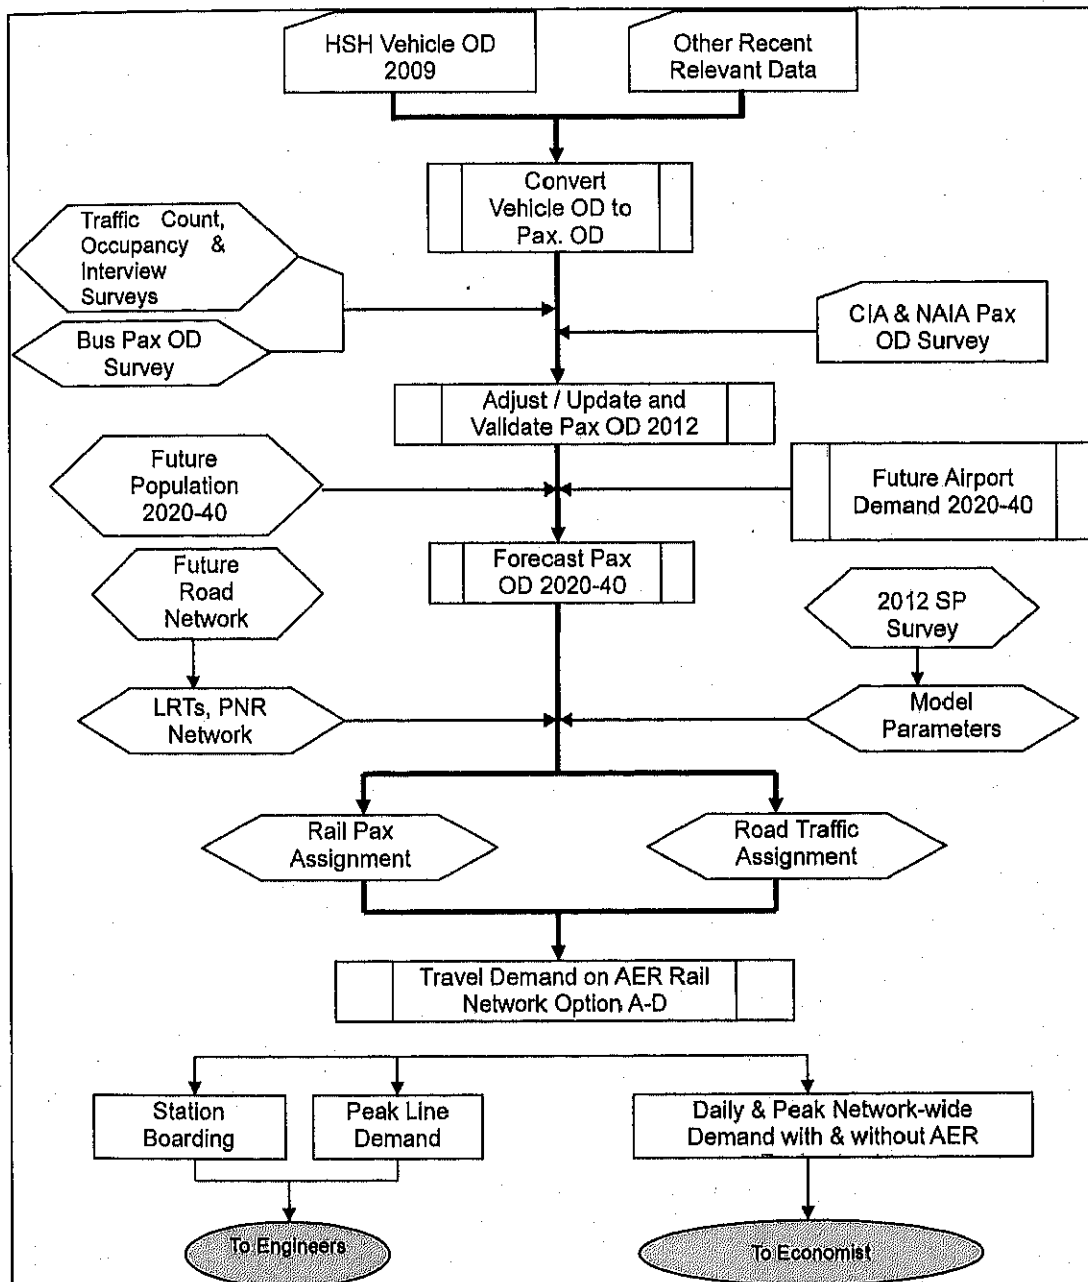 HSH Vehicle OD
2009
Other Recent
Relevant Data
Convert
Vehicle OD to
Pax. OD
Traffic Count,
Occupancy &
Interview
Surveys
Bus Pax OD
Survey
CIA & NAIA Pax
OD Survey
Adjust / Update and
Validate Pax OD 2012
Future
Population
2020-40
Future Airport
Demand 2020-40
Future
Road
Network
Forecast Pax
OD 2020-40
2012 SP
Survey
LRTs, PNR
Network
Model
Parameters
Rail Pax
Assignment
Road Traffic
Assignment
Travel Demand on AER Rail
Network Option A-D
Station
Boarding
Peak Line
Demand
Daily & Peak Network-wide
Demand with & without AER
To Engineers
To Economist